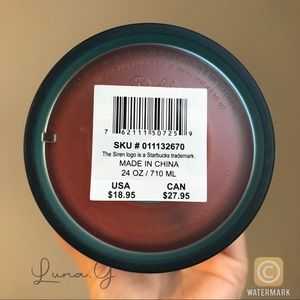 7 62111 50725 9
SKU # 011132670
The Siren logo is a Starbucks trademark.
MADE IN CHINA
24 OZ / 710 ML
USA CAN
$18.95 $27.95
Luna.G
©
WATERMARK